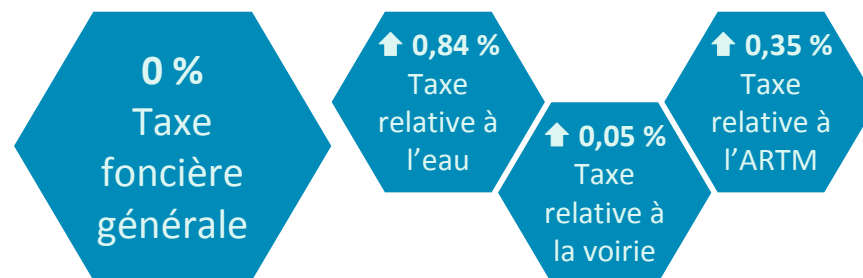 0 %
Taxe
foncière
générale
⬆ 0,84 %
Taxe
relative à
l’eau
⬆ 0,05 %
Taxe
relative à
la voirie
⬆ 0,35 %
Taxe
relative à
l’ARTM